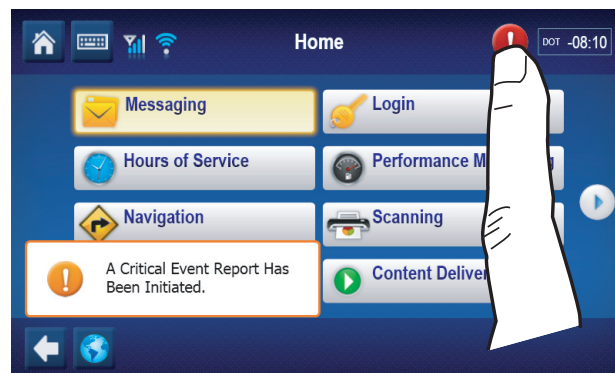 Home
DOT -08:10
Messaging
Login
Hours of Service
Performance M
Navigation
Scanning
A Critical Event Report Has
Been Initiated.
Content Deliver